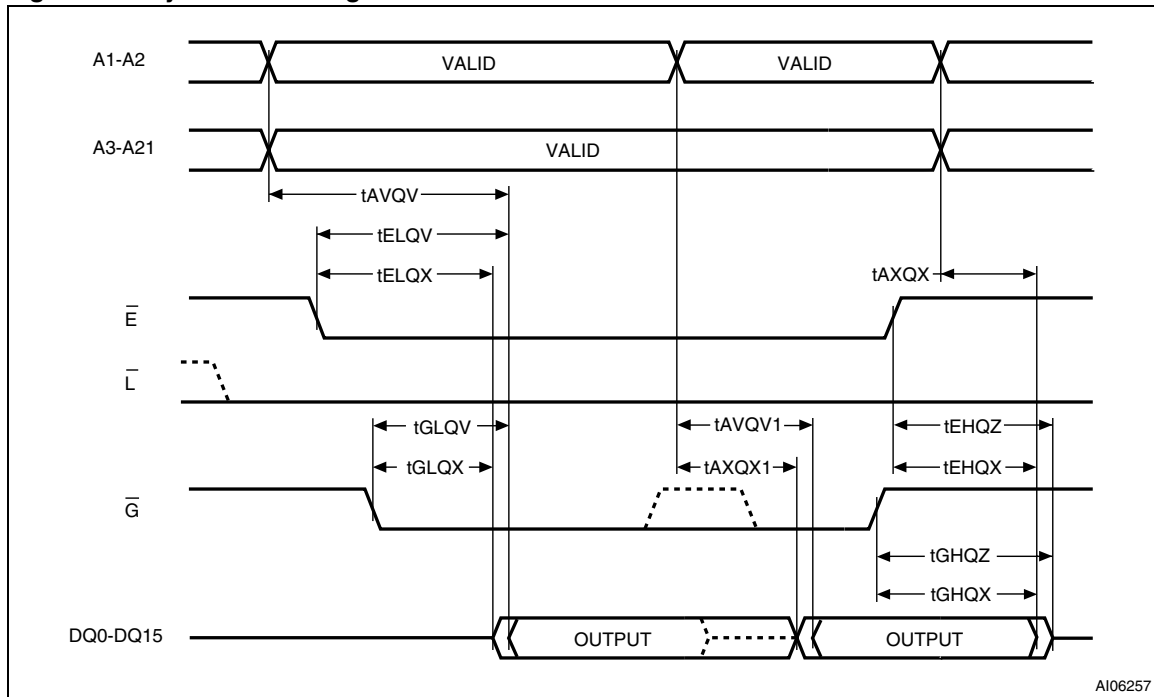 A1-A2
VALID
VALID
A3-A21
VALID
tAVQV
tELQV
tELQX
tAXQX
E̅
L̅
tGLQV
tAVQV1
tEHQZ
tGLQX
tAXQX1
tEHQX
G̅
tGHQZ
tGHQX
DQ0-DQ15
OUTPUT
OUTPUT
AI06257